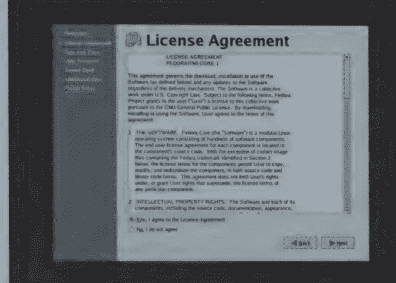 License Agreement
LICENSE AGREEMENT
FEDORA(TM) CORE 1
This agreement governs the download, installation or use of the
Software (as defined below) and any updates to the Software,
regardless of the delivery mechanism. The Software is a collective
work under U.S. Copyright Law. Subject to the following terms, Fedora
Project grants to the user ("User") a license to this collective work
pursuant to the GNU General Public License. By downloading,
installing or using the Software, User agrees to the terms of this
agreement.
1. THE SOFTWARE. Fedora Core (the "Software") is a modular Linux
operating system consisting of hundreds of software components.
The end user license agreement for each component is located in
the component's source code. With the exception of certain image
files containing the Fedora trademark identified in Section 2
below, the license terms for the components permit User to copy,
modify, and redistribute the component, in both source code and
binary code forms. This agreement does not limit User's rights
under, or grant User rights that supersede, the license terms of
any particular component.
2. INTELLECTUAL PROPERTY RIGHTS. The Software and each of its
components, including the source code, documentation, appearance,
Yes, I agree to the License Agreement
No, I do not agree
Back
Next